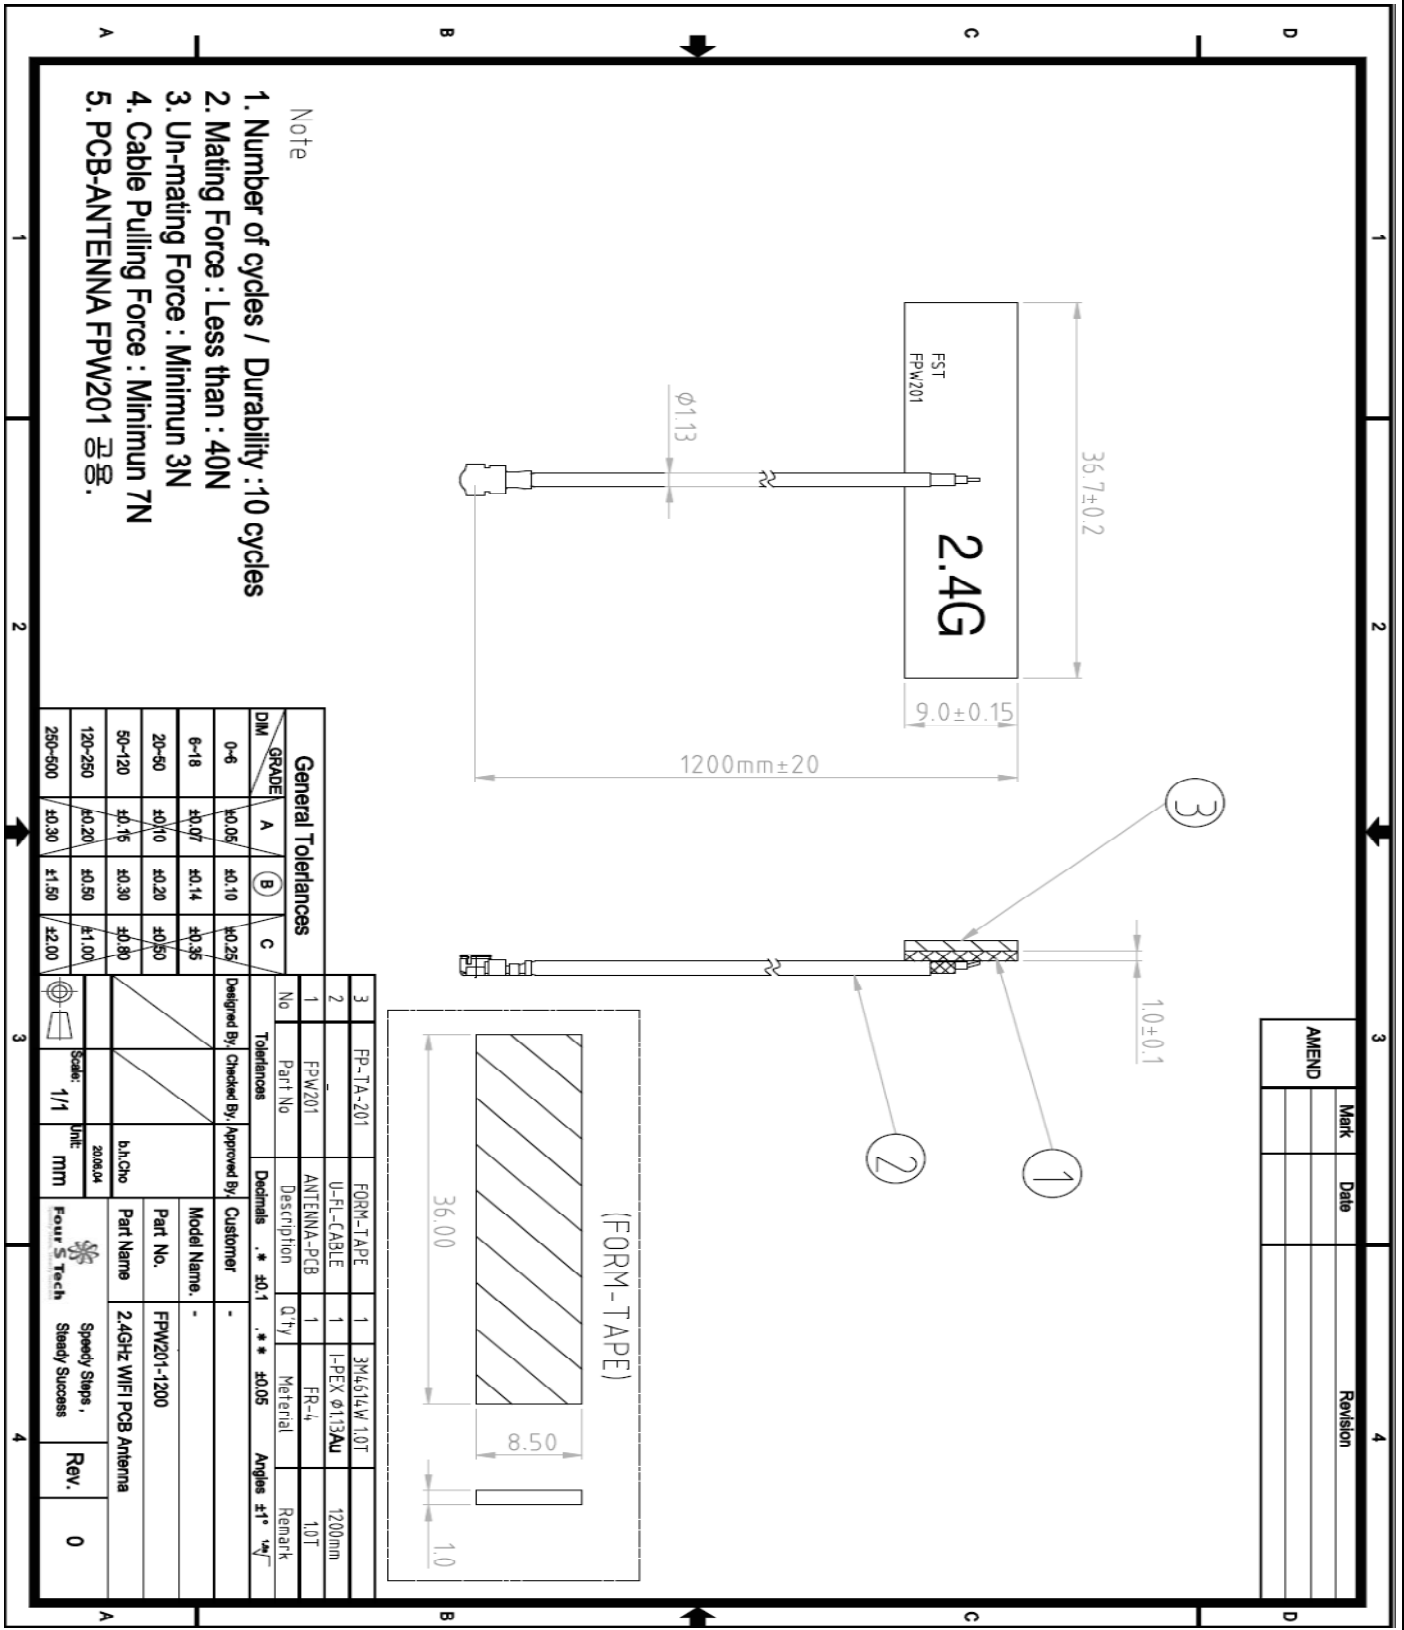 D
C
B
A
1
2
3
4
1
2
3
4
D
C
B
A
AMEND
Mark
Date
Revision
36.7±0.2
FST
FPW201
2.4G
9.0±0.15
Ø1.13
1200mm±20
3
1.0±0.1
1
2
(FORM-TAPE)
36.00
8.50
1.0
Note
1. Number of cycles / Durability :10 cycles
2. Mating Force : Less than : 40N
3. Un-mating Force : Minimun 3N
4. Cable Pulling Force : Minimun 7N
5. PCB-ANTENNA FPW201 공용.
General Tolerlances
DIM GRADE A B C
0~6 ±0.05 ±0.10 ±0.25
6~18 ±0.07 ±0.14 ±0.35
20~50 ±0.10 ±0.20 ±0.50
50~120 ±0.15 ±0.30 ±0.80
120~250 ±0.20 ±0.50 ±1.00
250~500 ±0.30 ±1.50 ±2.00
3 FP-TA-201 FORM-TAPE 1 3M4614W 1.0T
2 - U-FL-CABLE 1 I-PEX Ø1.13Au 1200mm
1 FPW201 ANTENNA-PCB 1 FR-4 1.0T
No Part No Description Q'ty Meterial Remark
Tolerlances Decimals .* ±0.1 .** ±0.05 Angles ±1°
Designed By. Checked By. Approved By. Customer -
Model Name. -
Part No. FPW201-1200
b.h.Cho
Part Name 2.4GHz WIFI PCB Antenna
Scale: 1/1
Unit: mm
Four S Tech
Speedy Steps ,
Steady Success
Rev. 0